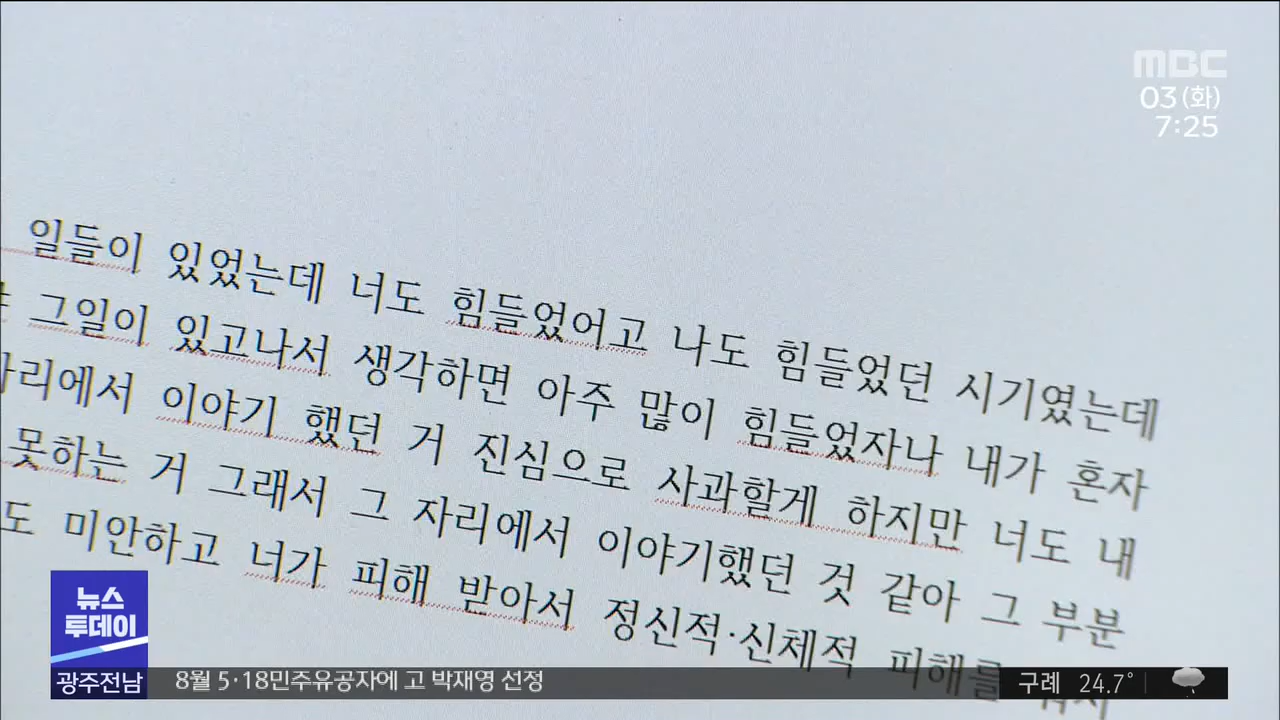 MBC
03(화)
7:25
일들이 있었는데 너도 힘들었어고 나도 힘들었던 시기였는데
그일이 있고나서 생각하면 아주 많이 힘들었자나 내가 혼자
자리에서 이야기 했던 거 진심으로 사과할게 하지만 너도 내
못하는 거 그래서 그 자리에서 이야기했던 것 같아 그 부분
도 미안하고 너가 피해 받아서 정신적·신체적 피해를
뉴스
투데이
광주전남
8월 5·18민주유공자에 고 박재영 선정
구례 24.7°